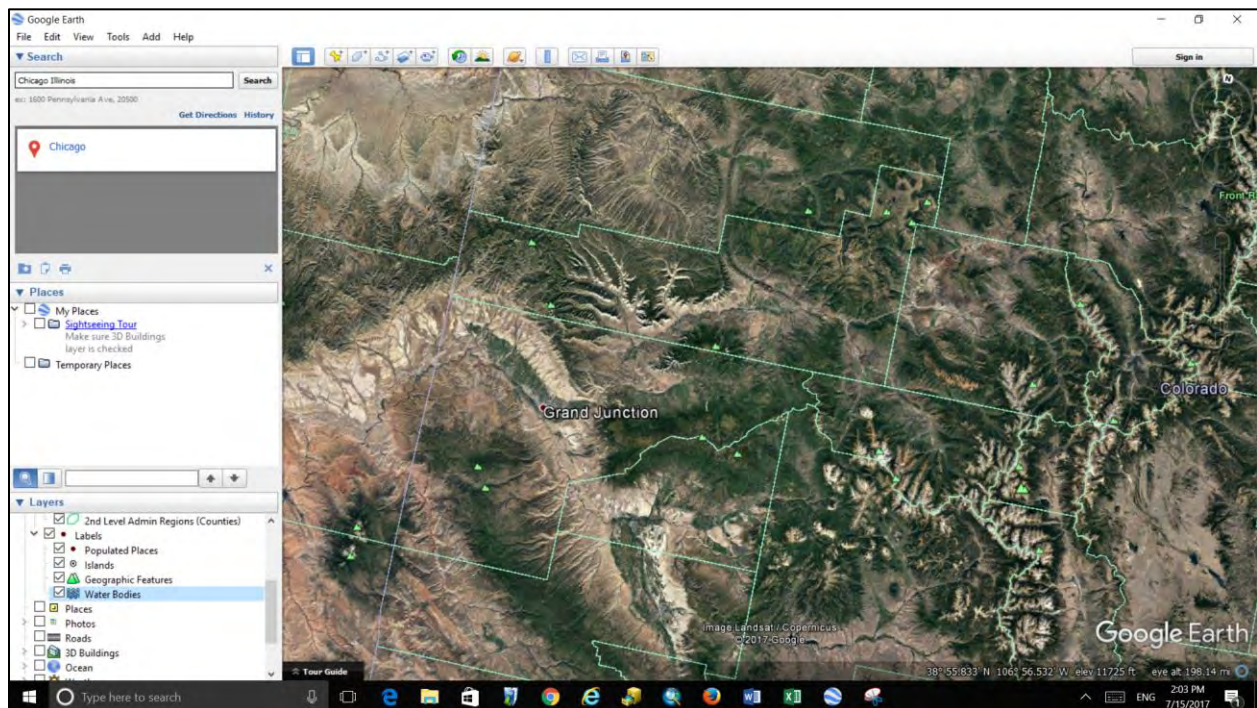 Google Earth
File Edit View Tools Add Help
Search
Chicago Illinois
Search
ex: 1600 Pennsylvania Ave, 20500
Get Directions History
Chicago
Places
My Places
Sightseeing Tour
Make sure 3D Buildings
layer is checked
Temporary Places
Layers
2nd Level Admin Regions (Counties)
Labels
Populated Places
Islands
Geographic Features
Water Bodies
Places
Photos
Roads
3D Buildings
Ocean
Sign in
N
Front R
Colorado
Grand Junction
Image Landsat / Copernicus
© 2017 Google
Google Earth
Tour Guide
38° 55.833' N 106° 56.532' W elev 11725 ft eye alt 198.14 mi
Type here to search
ENG
2:03 PM
7/15/2017